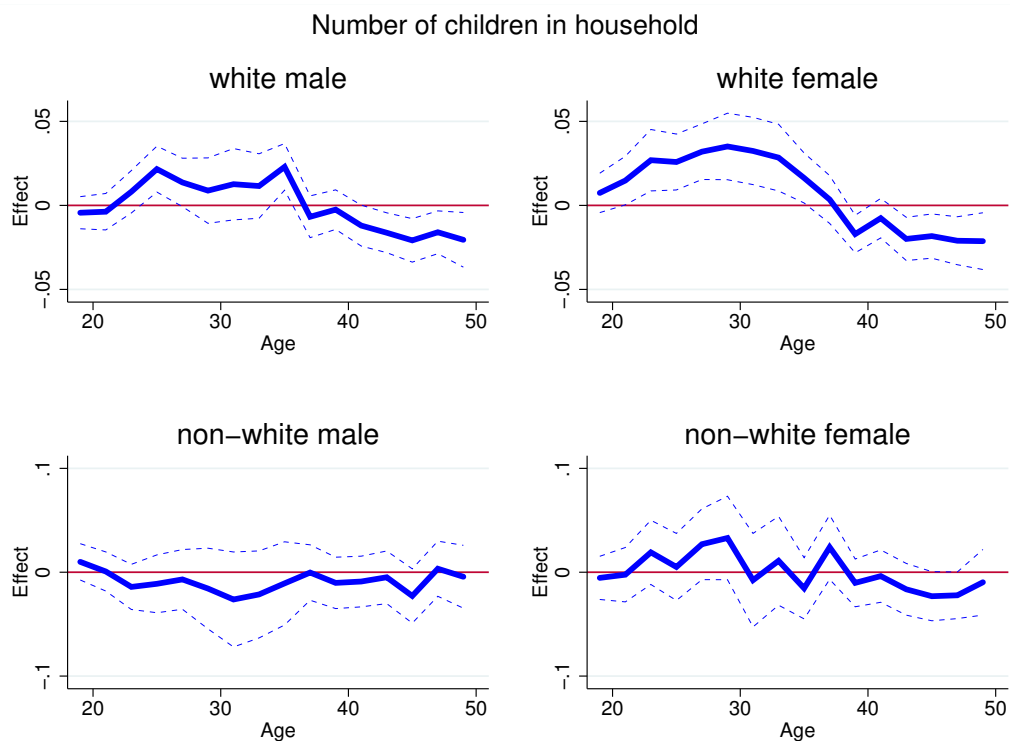 Number of children in household
white male
Effect
.05
0
−.05
20 30 40 50
Age
white female
Effect
.05
0
−.05
20 30 40 50
Age
non−white male
Effect
.1
0
−.1
20 30 40 50
Age
non−white female
Effect
.1
0
−.1
20 30 40 50
Age